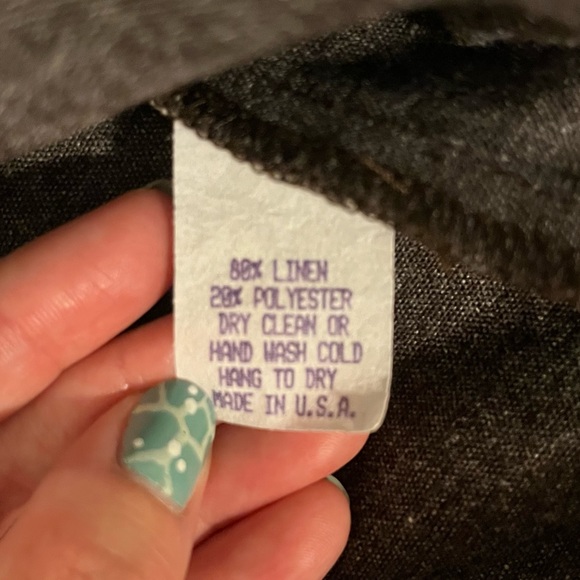 80% LINEN
20% POLYESTER
DRY CLEAN OR
HAND WASH COLD
HANG TO DRY
MADE IN U.S.A.